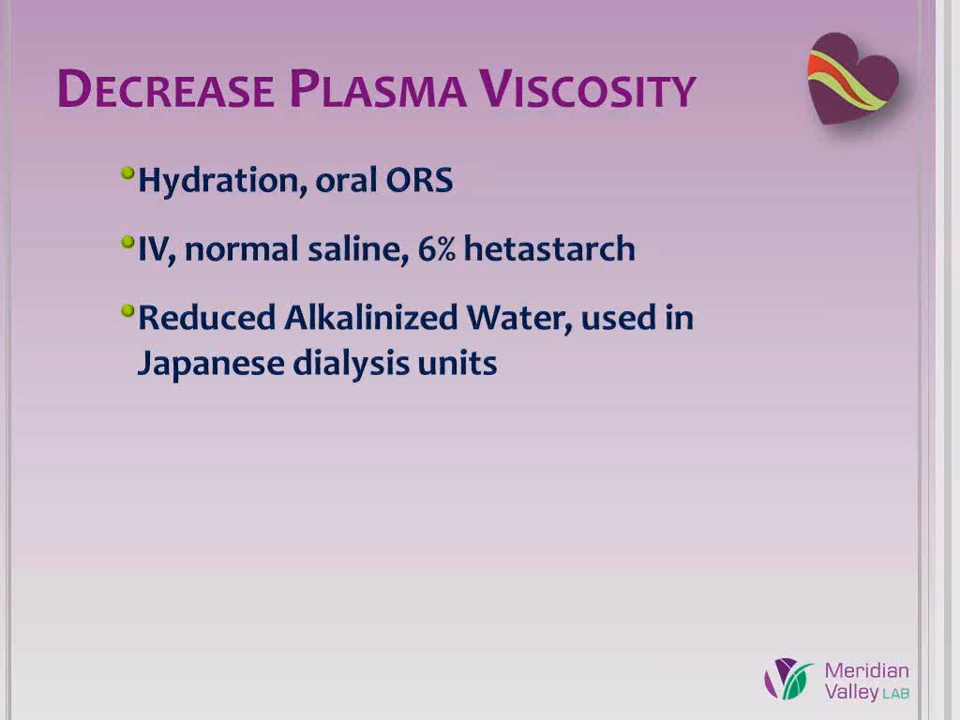 DECREASE PLASMA VISCOSITY
Hydration, oral ORS
IV, normal saline, 6% hetastarch
Reduced Alkalinized Water, used in
Japanese dialysis units
Meridian
Valley LAB